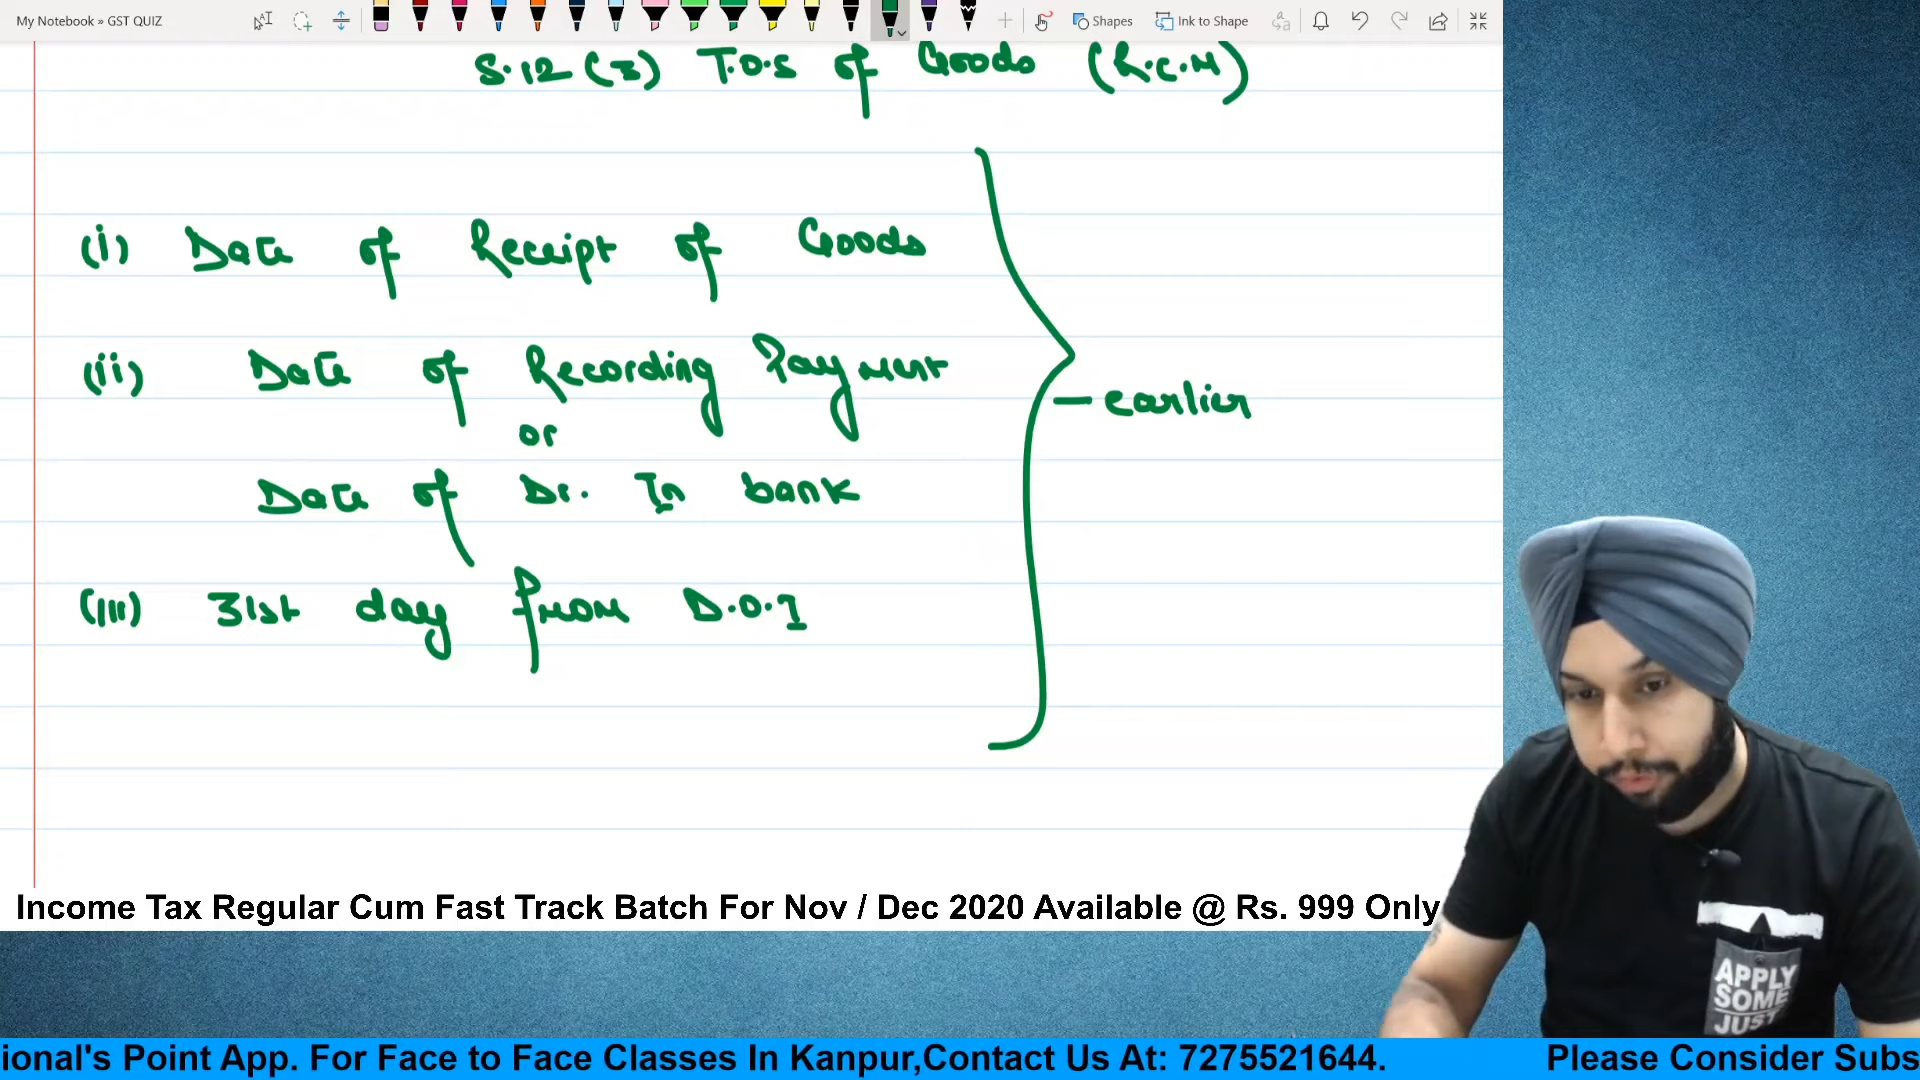 My Notebook » GST QUIZ
Shapes
Ink to Shape
S.12 (3) T.O.S of Goods (R.C.M)
(i) Date of Receipt of Goods
(ii) Date of Recording Payment
or
Date of Dr. In bank
(iii) 31st day from D.O.I
— earlier
APPLY
SOME
JUST
Income Tax Regular Cum Fast Track Batch For Nov / Dec 2020 Available @ Rs. 999 Only
ional's Point App. For Face to Face Classes In Kanpur,Contact Us At: 7275521644. Please Consider Subs